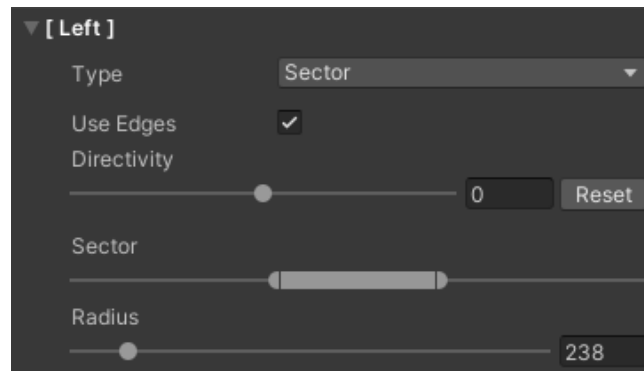 [ Left ]
Type Sector
Use Edges
Directivity
0 Reset
Sector
Radius
238